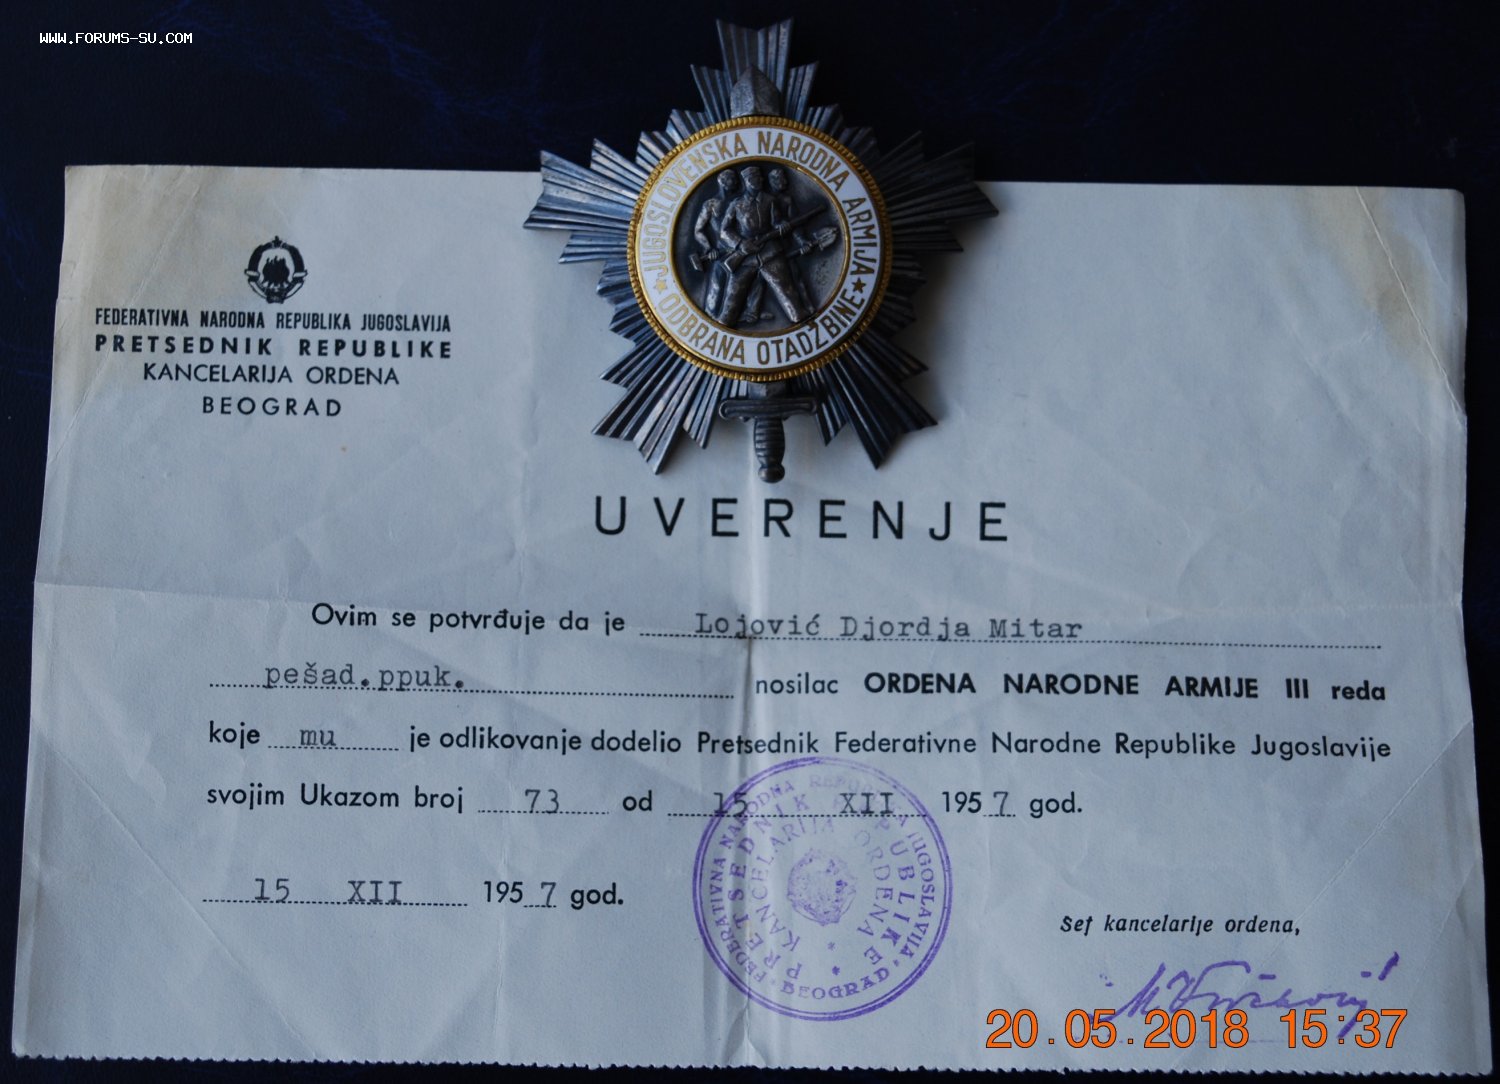 WWW.FORUMS-SU.COM
JUGOSLOVENSKA NARODNA ARMIJA
ODBRANA OTADŽBINE
FEDERATIVNA NARODNA REPUBLIKA JUGOSLAVIJA
PRETSEDNIK REPUBLIKE
KANCELARIJA ORDENA
BEOGRAD
UVERENJE
Ovim se potvrđuje da je Lojović Djordja Mitar
pešad.ppuk. nosilac ORDENA NARODNE ARMIJE III reda
koje mu je odlikovanje dodelio Pretsednik Federativne Narodne Republike Jugoslavije
svojim Ukazom broj 73 od 15 XII 1957 god.
15 XII 1957 god.
FEDERATIVNA NARODNA REPUBLIKA JUGOSLAVIJA
PRETSEDNIK REPUBLIKE
KANCELARIJA ORDENA
BEOGRAD
Šef kancelarije ordena,
20.05.2018 15:37